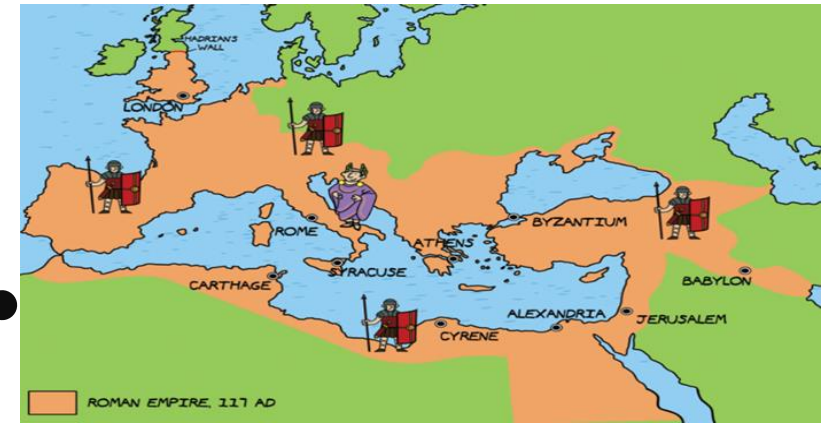 HADRIAN'S
WALL
LONDON
ROME
BYZANTIUM
ATHENS
SYRACUSE
CARTHAGE
BABYLON
ALEXANDRIA
JERUSALEM
CYRENE
ROMAN EMPIRE, 117 AD